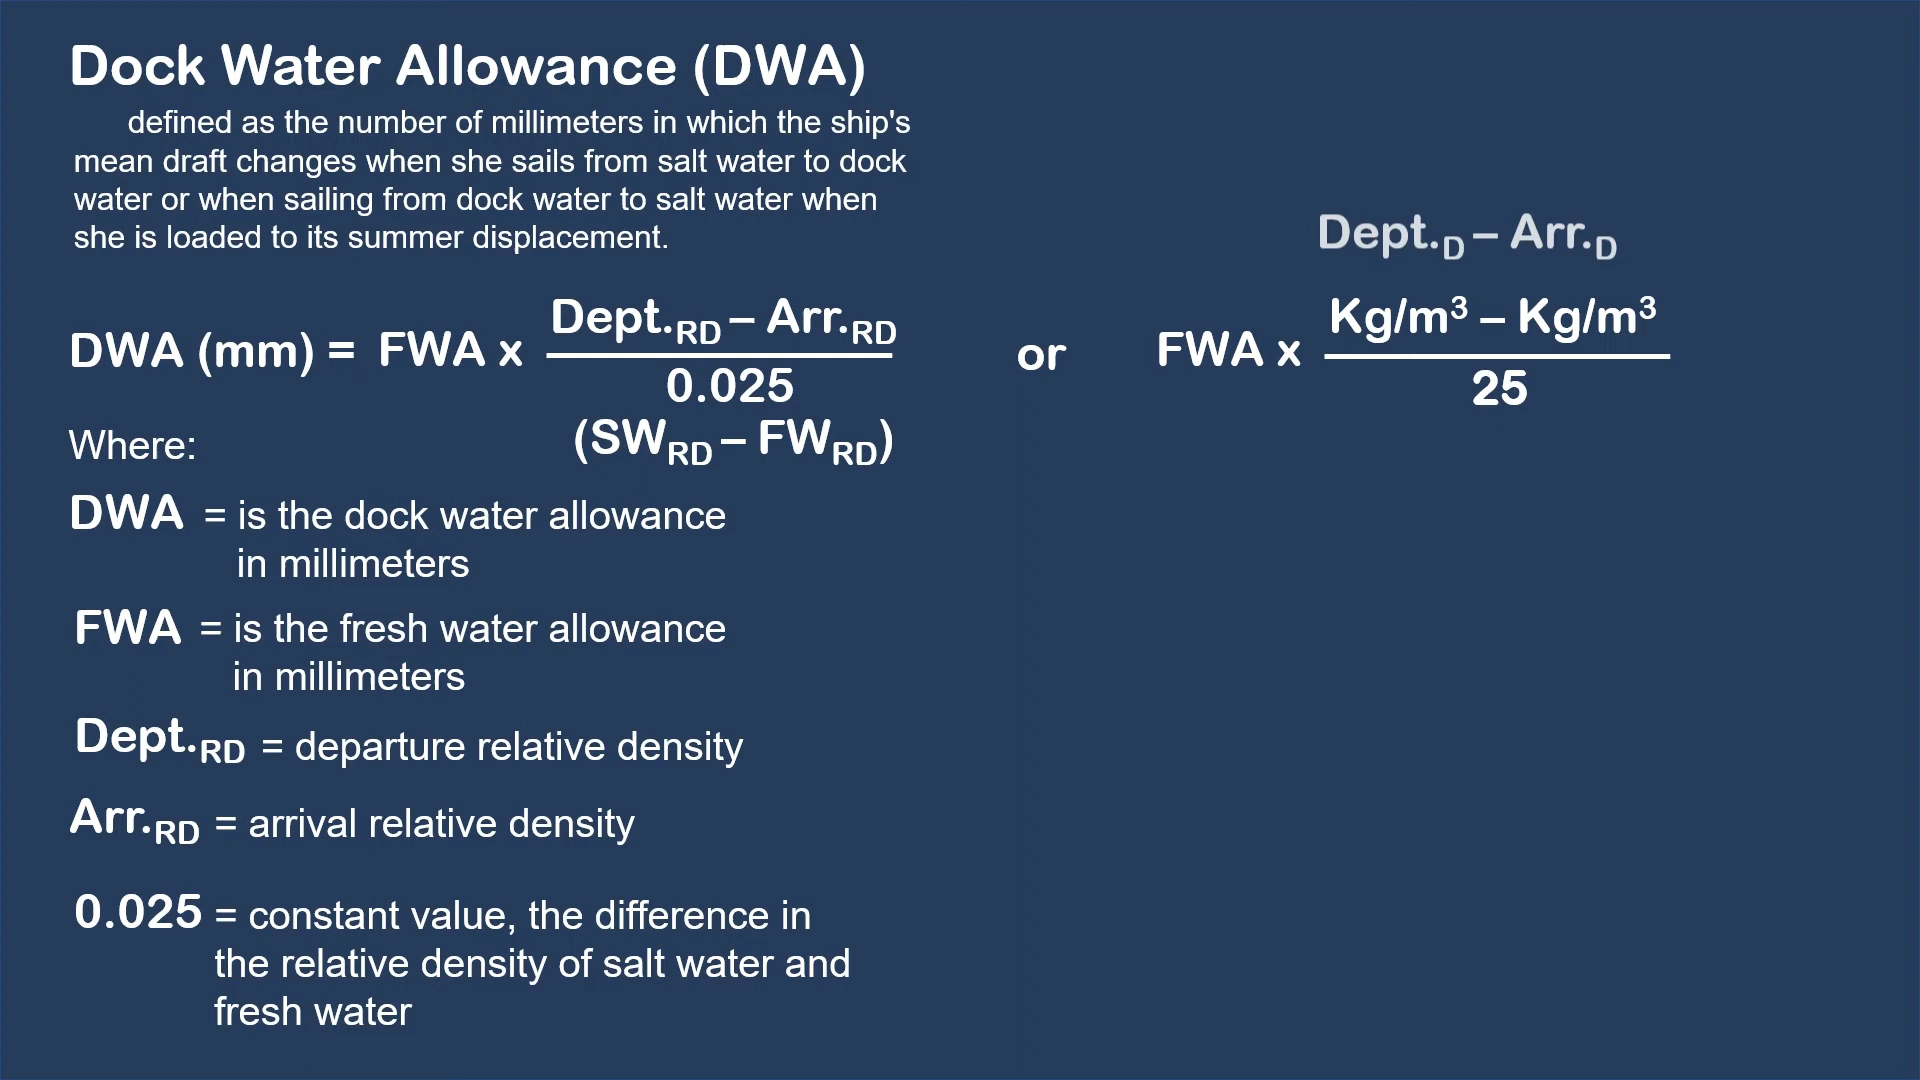 Dock Water Allowance (DWA)
defined as the number of millimeters in which the ship's
mean draft changes when she sails from salt water to dock
water or when sailing from dock water to salt water when
she is loaded to its summer displacement.
Dept.D – Arr.D
DWA (mm) = FWA x Dept.RD – Arr.RD / 0.025 or FWA x Kg/m³ – Kg/m³ / 25
(SWRD – FWRD)
Where:
DWA = is the dock water allowance
in millimeters
FWA = is the fresh water allowance
in millimeters
Dept.RD = departure relative density
Arr.RD = arrival relative density
0.025 = constant value, the difference in
the relative density of salt water and
fresh water